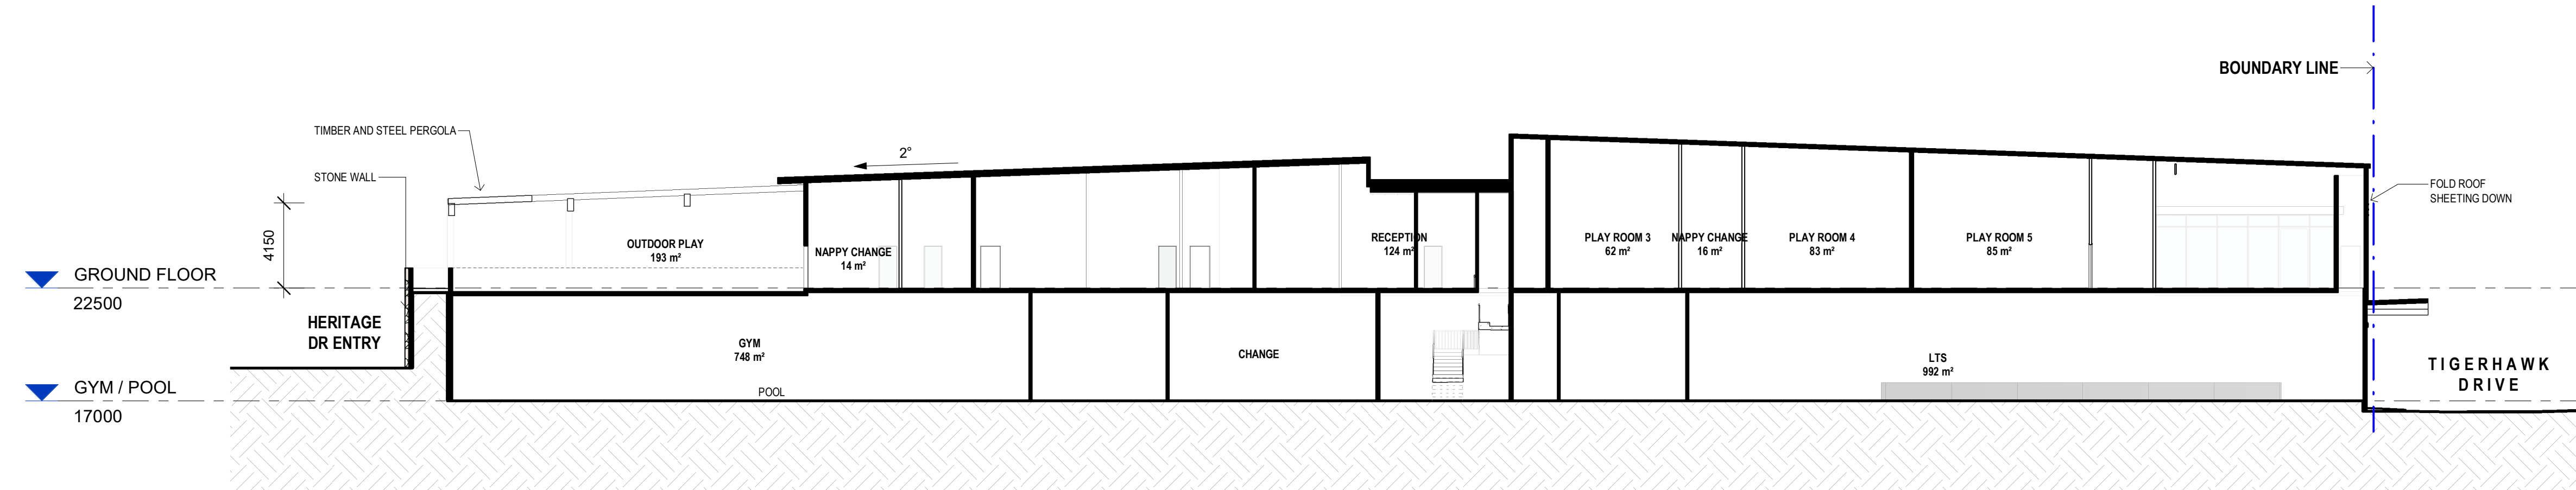 BOUNDARY LINE
TIMBER AND STEEL PERGOLA
2°
STONE WALL
FOLD ROOF
SHEETING DOWN
4150
OUTDOOR PLAY
193 m²
NAPPY CHANGE
14 m²
RECEPTION
124 m²
PLAY ROOM 3
62 m²
NAPPY CHANGE
16 m²
PLAY ROOM 4
83 m²
PLAY ROOM 5
85 m²
GROUND FLOOR
22500
HERITAGE
DR ENTRY
GYM
748 m²
CHANGE
LTS
992 m²
TIGERHAWK
DRIVE
GYM / POOL
17000
POOL